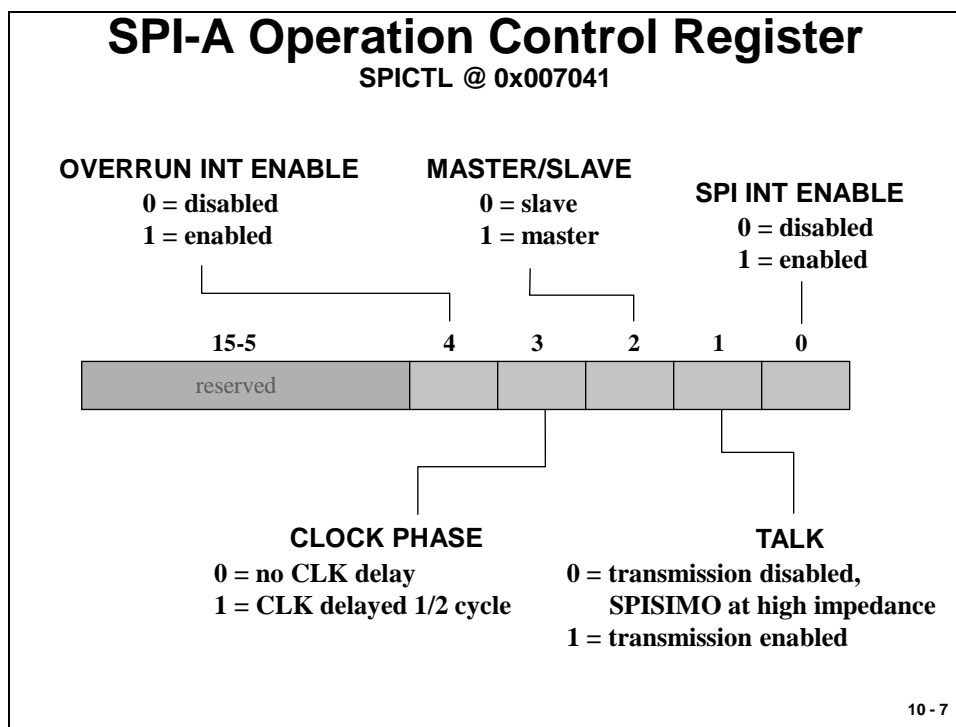 SPI-A Operation Control Register
SPICTL @ 0x007041
OVERRUN INT ENABLE
0 = disabled
1 = enabled
MASTER/SLAVE
0 = slave
1 = master
SPI INT ENABLE
0 = disabled
1 = enabled
15-5 4 3 2 1 0
reserved
CLOCK PHASE
0 = no CLK delay
1 = CLK delayed 1/2 cycle
TALK
0 = transmission disabled,
SPISIMO at high impedance
1 = transmission enabled
10 - 7